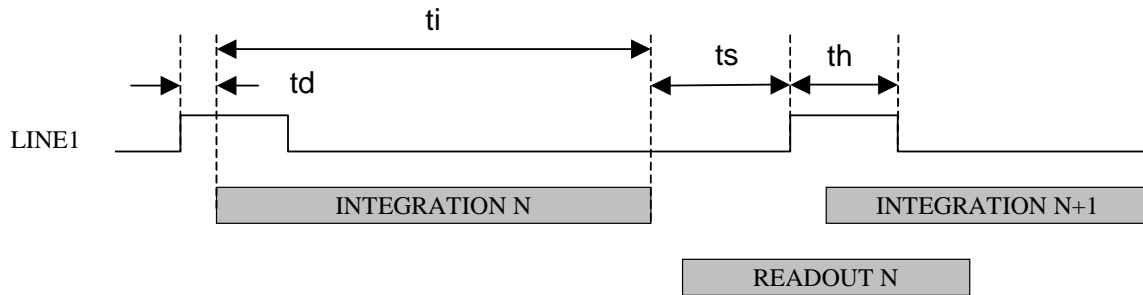 ti
td
ts
th
LINE1
INTEGRATION N
INTEGRATION N+1
READOUT N